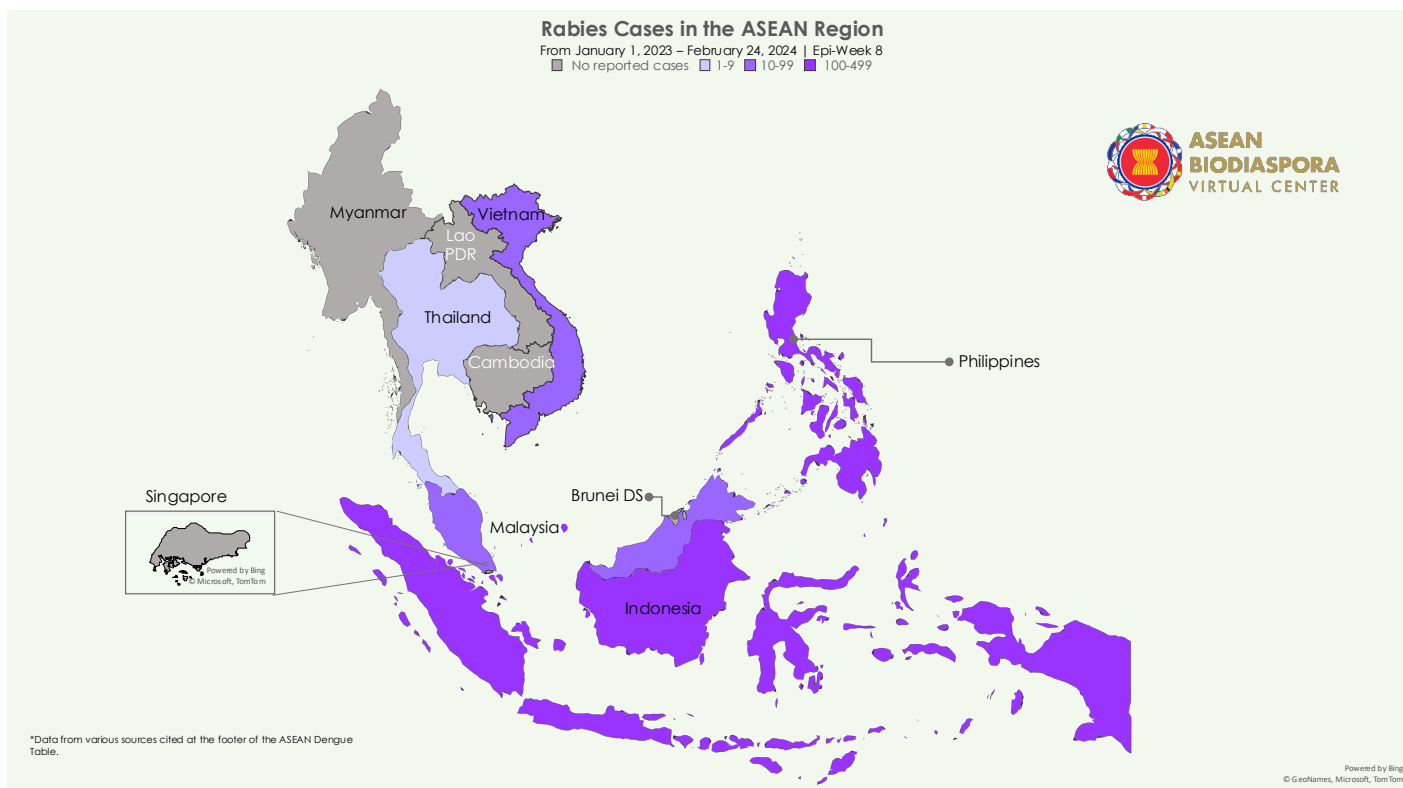 Rabies Cases in the ASEAN Region
From January 1, 2023 – February 24, 2024 | Epi-Week 8
No reported cases 1-9 10-99 100-499
ASEAN
BIODIASPORA
VIRTUAL CENTER
Myanmar
Vietnam
Lao
PDR
Thailand
Cambodia
Philippines
Singapore
Brunei DS
Malaysia
Powered by Bing
© Microsoft, TomTom
Indonesia
*Data from various sources cited at the footer of the ASEAN Dengue
Table.
Powered by Bing
© GeoNames, Microsoft, TomTom